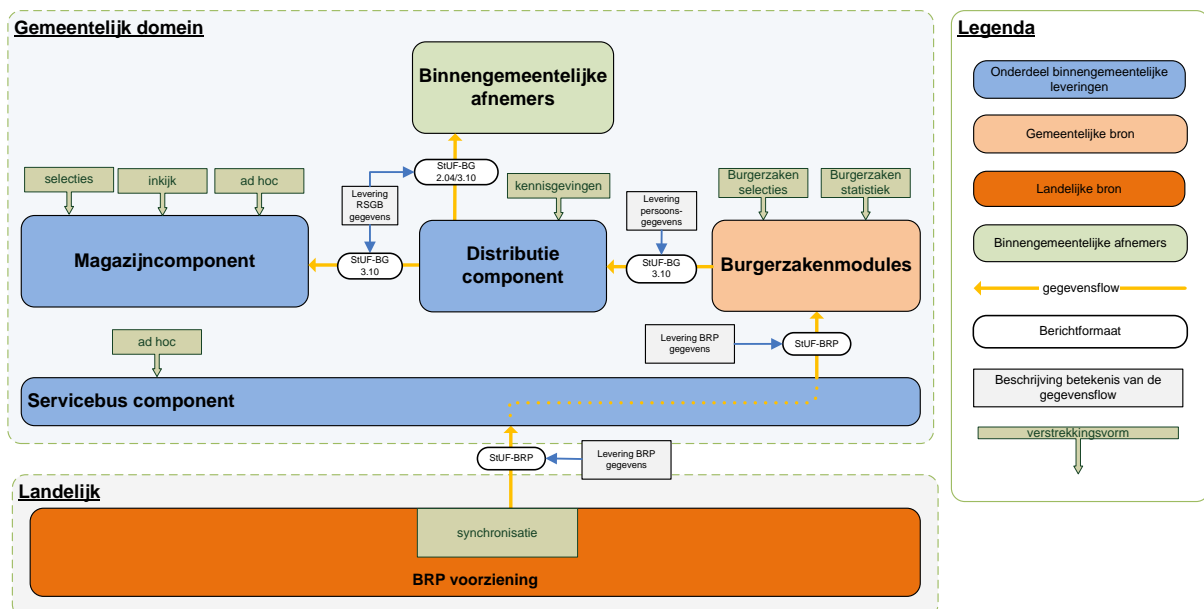 Gemeentelijk domein
Binnengemeentelijke
afnemers
StUF-BG
2.04/3.10
selecties
inkijk
ad hoc
Levering
RSGB
gegevens
kennisgevingen
Levering
persoons-
gegevens
Burgerzaken
selecties
Burgerzaken
statistiek
Magazijncomponent
StUF-BG
3.10
Distributie
component
StUF-BG
3.10
Burgerzakenmodules
ad hoc
Levering BRP
gegevens
StUF-BRP
Servicebus component
StUF-BRP
Levering BRP
gegevens
Landelijk
synchronisatie
BRP voorziening
Legenda
Onderdeel binnengemeentelijke
leveringen
Gemeentelijke bron
Landelijke bron
Binnengemeentelijke afnemers
gegevensflow
Berichtformaat
Beschrijving betekenis van de
gegevensflow
verstrekkingsvorm